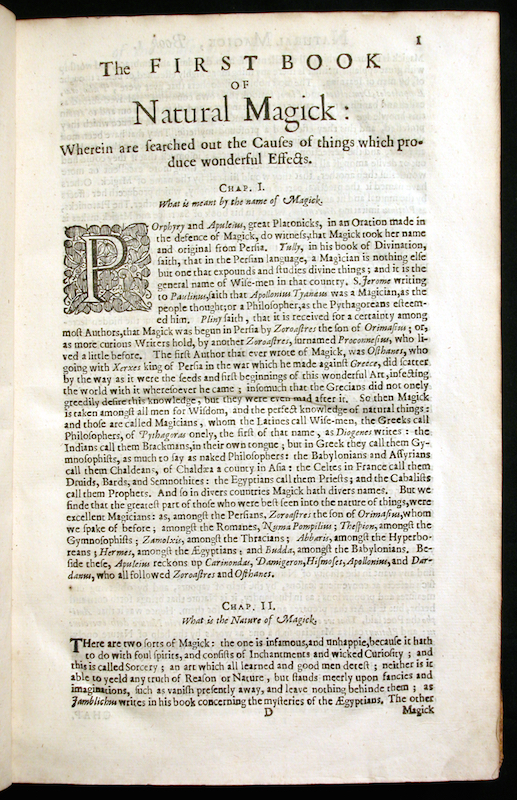 1
The FIRST BOOK
OF
Natural Magick:
Wherein are ſearched out the Cauſes of things which pro-
duce wonderful Effects.
CHAP. I.
What is meant by the name of Magick.
POrphyry and Apuleius, great Platonicks, in an Oration made in
the defence of Magick, do witneſs, that Magick took her name
and original from Perſia. Tully, in his book of Divination,
ſaith, that in the Perſian language, a Magician is nothing elſe
but one that expounds and ſtudies divine things; and it is the
general name of Wiſe-men in that country. S. Jerome writing
to Paulinus, ſaith that Apollonius Tyanæus was a Magician, as the
people thought, or a Philoſopher, as the Pythagoreans eſteem-
ed him. Pliny ſaith, that it is received for a certainty among
moſt Authors, that Magick was begun in Perſia by Zoroaſtres the ſon of Orimaſius; or,
as more curious Writers hold, by another Zoroaſtres, ſurnamed Proconneſius, who li-
ved a little before. The firſt Author that ever wrote of Magick, was Oſthanes, who
going with Xerxes king of Perſia in the war which he made againſt Greece, did ſcatter
by the way as it were the ſeeds and firſt beginnings of this wonderful Art, infecting
the world with it whereſoever he came; inſomuch that the Grecians did not onely
greedily deſire this knowledge, but they were even mad after it. So then Magick
is taken amongſt all men for Wiſdom, and the perfect knowledge of natural things:
and thoſe are called Magicians, whom the Latines call Wiſe-men, the Greeks call
Philoſophers, of Pythagoras onely, the firſt of that name, as Diogenes writes: the
Indians call them Brackmans, in their own tongue; but in Greek they call them Gy-
mnoſophiſts, as much to ſay as naked Philoſophers: the Babylonians and Aſſyrians
call them Chaldeans, of Chaldæa a county in Aſia: the Celtes in France call them
Druids, Bards, and Semnothites: the Egyptians call them Prieſts; and the Cabaliſts
call them Prophets. And ſo in divers countries Magick hath divers names. But we
finde that the greateſt part of thoſe who were beſt ſeen into the nature of things, were
excellent Magicians: as, amongſt the Perſians, Zoroaſtres the ſon of Orimaſius, whom
we ſpake of before; amongſt the Romanes, Numa Pompilius; Theſpion, amongſt the
Gymnoſophiſts; Zamolxis, amongſt the Thracians; Abbaris, amongſt the Hyperbo-
reans; Hermes, amongſt the Ægyptians; and Budda, amongſt the Babylonians. Be-
ſide theſe, Apuleius reckons up Carinondas, Damigeron, Hiſmoſes, Apollonius, and Dar-
danus, who all followed Zoroaſtres and Oſthanes.
CHAP. II.
What is the Nature of Magick.
THere are two ſorts of Magick: the one is infamous, and unhappie, becauſe it hath
to do with foul ſpirits, and conſiſts of Inchantments and wicked Curioſity; and
this is called Sorcery; an art which all learned and good men deteſt; neither is it
able to yeeld any truth of Reaſon or Nature, but ſtands meerly upon fancies and
imaginations, ſuch as vaniſh preſently away, and leave nothing behinde them; as
Jamblichus writes in his book concerning the myſteries of the Ægyptians. The other
D Magick